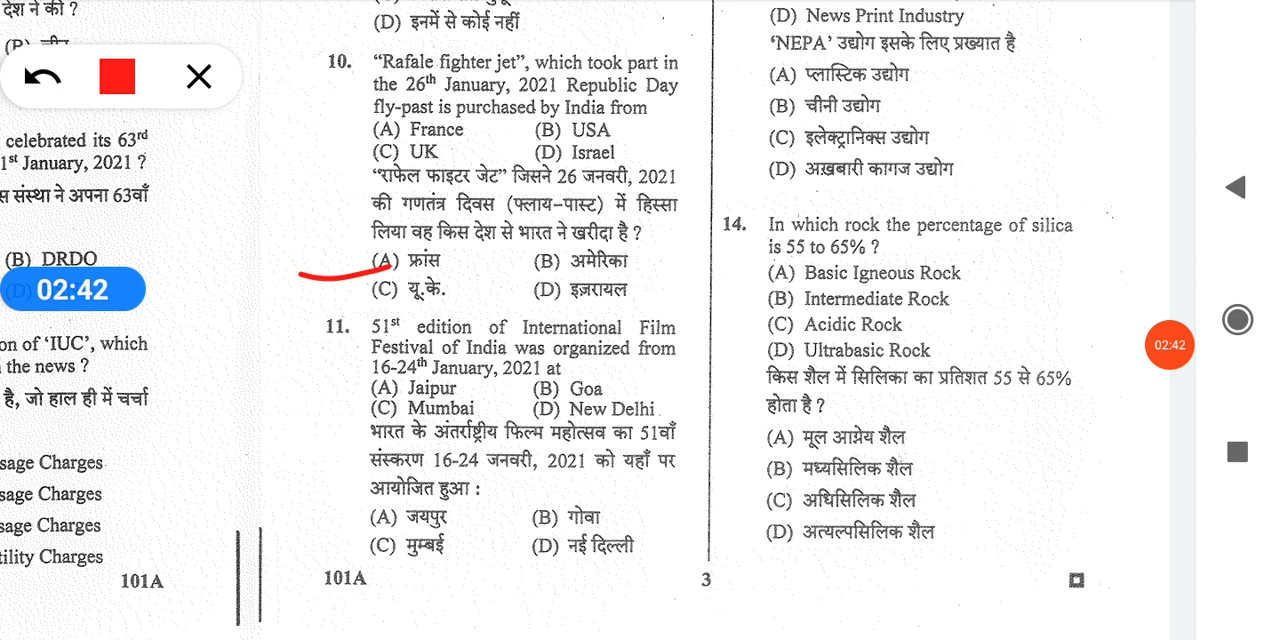 देश ने की ?
celebrated its 63rd
1st January, 2021 ?
स संस्था ने अपना 63वाँ
(B) DRDO
02:42
on of ‘IUC’, which
the news ?
है, जो हाल ही में चर्चा
sage Charges
sage Charges
sage Charges
tility Charges
101A
(D) इनमें से कोई नहीं
10. “Rafale fighter jet”, which took part in
the 26th January, 2021 Republic Day
fly-past is purchased by India from
(A) France (B) USA
(C) UK (D) Israel
“राफेल फाइटर जेट” जिसने 26 जनवरी, 2021
की गणतंत्र दिवस (फ्लाय-पास्ट) में हिस्सा
लिया वह किस देश से भारत ने खरीदा है ?
(A) फ्रांस (B) अमेरिका
(C) यू.के. (D) इज़रायल
11. 51st edition of International Film
Festival of India was organized from
16-24th January, 2021 at
(A) Jaipur (B) Goa
(C) Mumbai (D) New Delhi
भारत के अंतर्राष्ट्रीय फिल्म महोत्सव का 51वाँ
संस्करण 16-24 जनवरी, 2021 को यहाँ पर
आयोजित हुआ :
(A) जयपुर (B) गोवा
(C) मुम्बई (D) नई दिल्ली
101A
3
(D) News Print Industry
‘NEPA’ उद्योग इसके लिए प्रख्यात है
(A) प्लास्टिक उद्योग
(B) चीनी उद्योग
(C) इलेक्ट्रानिक्स उद्योग
(D) अख़बारी कागज उद्योग
14. In which rock the percentage of silica
is 55 to 65% ?
(A) Basic Igneous Rock
(B) Intermediate Rock
(C) Acidic Rock
(D) Ultrabasic Rock
किस शैल में सिलिका का प्रतिशत 55 से 65%
होता है ?
(A) मूल आग्नेय शैल
(B) मध्यसिलिक शैल
(C) अधिसिलिक शैल
(D) अत्यल्पसिलिक शैल
02:42